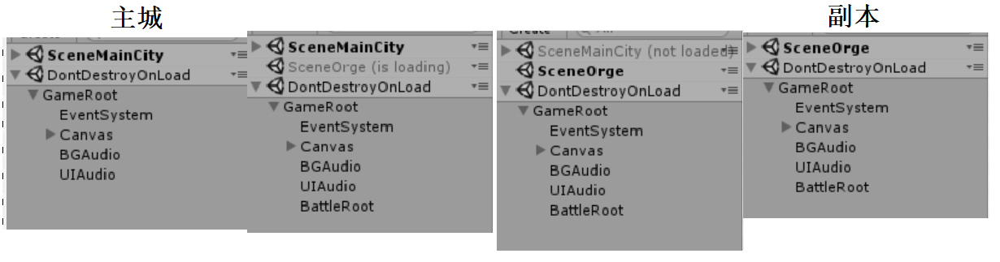 主城
副本
Create
SceneMainCity
DontDestroyOnLoad
GameRoot
EventSystem
Canvas
BGAudio
UIAudio
SceneMainCity
SceneOrge (is loading)
DontDestroyOnLoad
GameRoot
EventSystem
Canvas
BGAudio
UIAudio
BattleRoot
Create
SceneMainCity (not loaded)
SceneOrge
DontDestroyOnLoad
GameRoot
EventSystem
Canvas
BGAudio
UIAudio
BattleRoot
SceneOrge
DontDestroyOnLoad
GameRoot
EventSystem
Canvas
BGAudio
UIAudio
BattleRoot